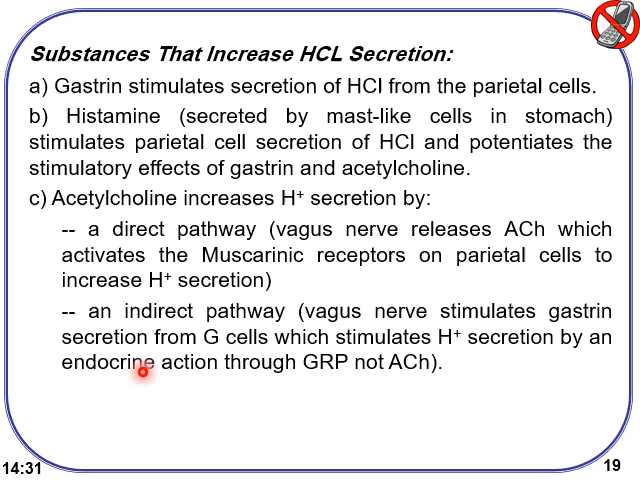 Substances That Increase HCL Secretion:
a) Gastrin stimulates secretion of HCl from the parietal cells.
b) Histamine (secreted by mast-like cells in stomach)
stimulates parietal cell secretion of HCl and potentiates the
stimulatory effects of gastrin and acetylcholine.
c) Acetylcholine increases H⁺ secretion by:
-- a direct pathway (vagus nerve releases ACh which
activates the Muscarinic receptors on parietal cells to
increase H⁺ secretion)
-- an indirect pathway (vagus nerve stimulates gastrin
secretion from G cells which stimulates H⁺ secretion by an
endocrine action through GRP not ACh).
14:31
19